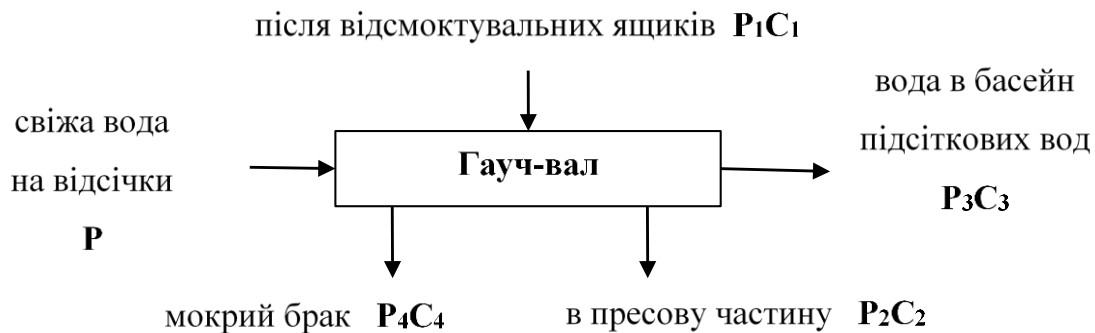 після відсмоктувальних ящиків P₁C₁
свіжа вода
на відсічки
P
Гауч-вал
вода в басейн
підсіткових вод
P₃C₃
мокрий брак P₄C₄
в пресову частину P₂C₂